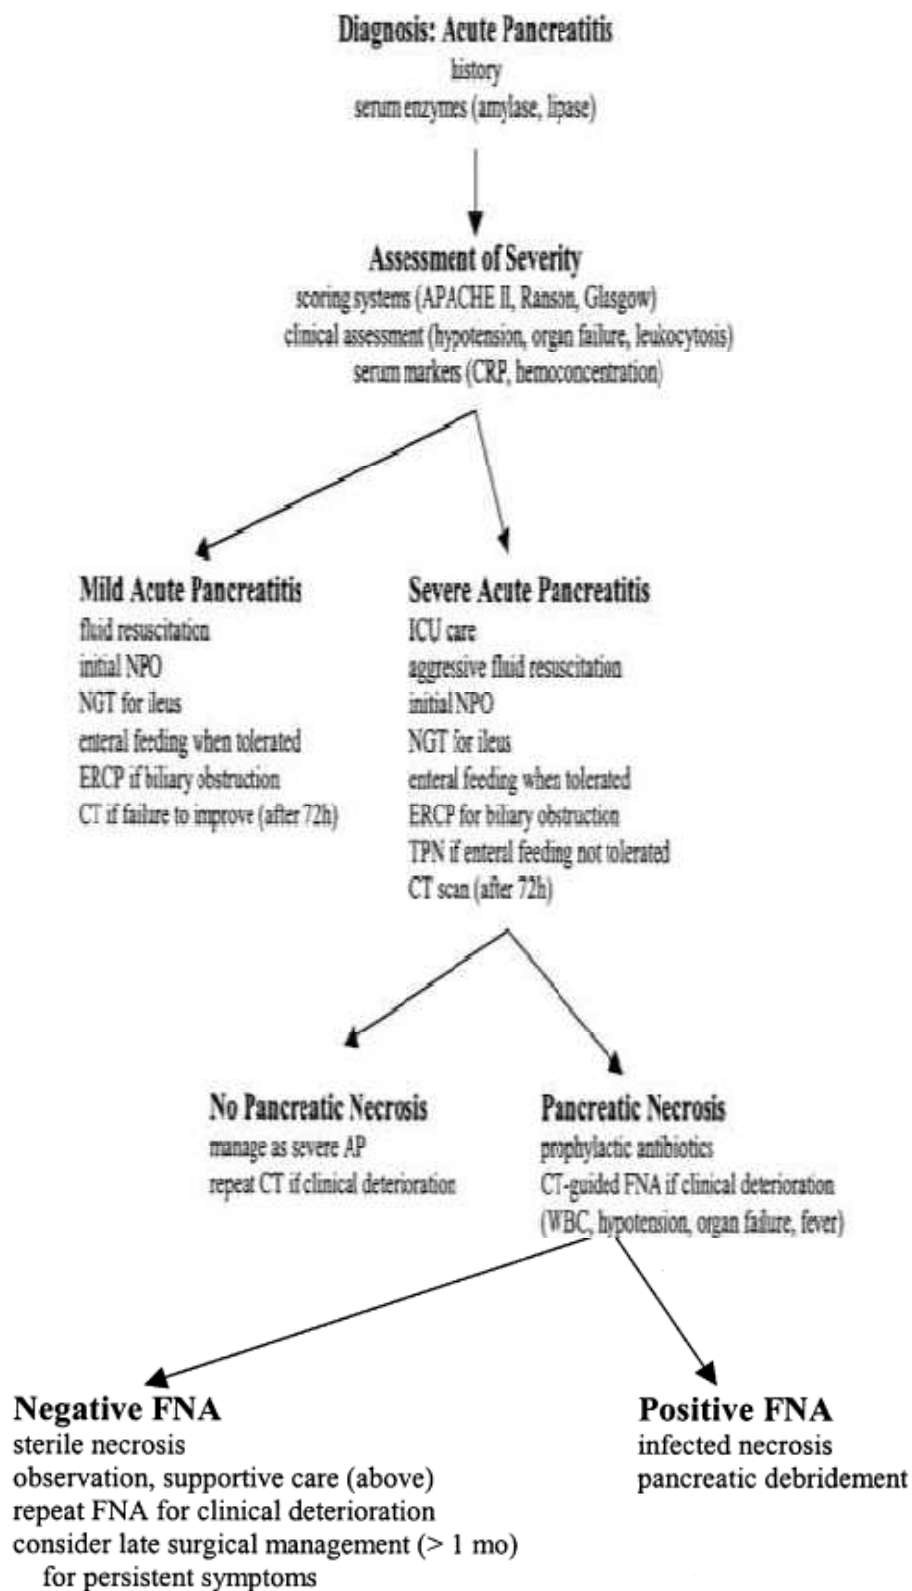 Diagnosis: Acute Pancreatitis
history
serum enzymes (amylase, lipase)
Assessment of Severity
scoring systems (APACHE II, Ranson, Glasgow)
clinical assessment (hypotension, organ failure, leukocytosis)
serum markers (CRP, hemoconcentration)
Mild Acute Pancreatitis
fluid resuscitation
initial NPO
NGT for ileus
enteral feeding when tolerated
ERCP if biliary obstruction
CT if failure to improve (after 72h)
Severe Acute Pancreatitis
ICU care
aggressive fluid resuscitation
initial NPO
NGT for ileus
enteral feeding when tolerated
ERCP for biliary obstruction
TPN if enteral feeding not tolerated
CT scan (after 72h)
No Pancreatic Necrosis
manage as severe AP
repeat CT if clinical deterioration
Pancreatic Necrosis
prophylactic antibiotics
CT-guided FNA if clinical deterioration
(WBC, hypotension, organ failure, fever)
Negative FNA
sterile necrosis
observation, supportive care (above)
repeat FNA for clinical deterioration
consider late surgical management (> 1 mo)
for persistent symptoms
Positive FNA
infected necrosis
pancreatic debridement